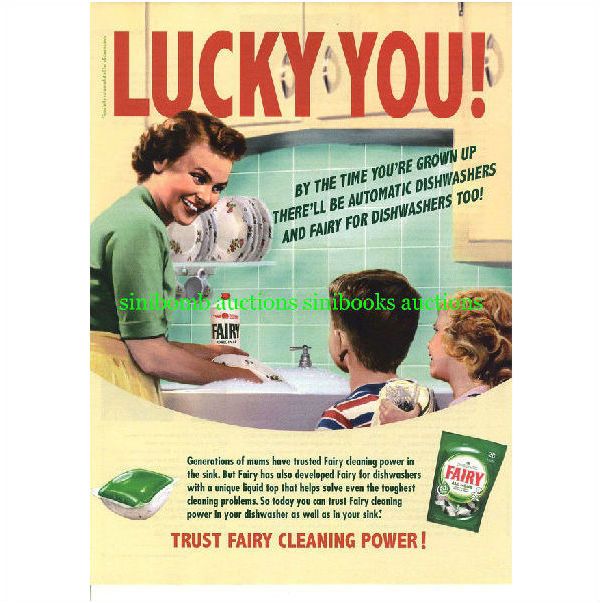 LUCKY YOU!
BY THE TIME YOU'RE GROWN UP
THERE'LL BE AUTOMATIC DISHWASHERS
AND FAIRY FOR DISHWASHERS TOO!
simbomb auctions simbooks auctions
FAIRY
Generations of mums have trusted Fairy cleaning power in
the sink. But Fairy has also developed Fairy for dishwashers
with a unique liquid top that helps solve even the toughest
cleaning problems. So today you can trust Fairy cleaning
power in your dishwasher as well as in your sink.
FAIRY
TRUST FAIRY CLEANING POWER!